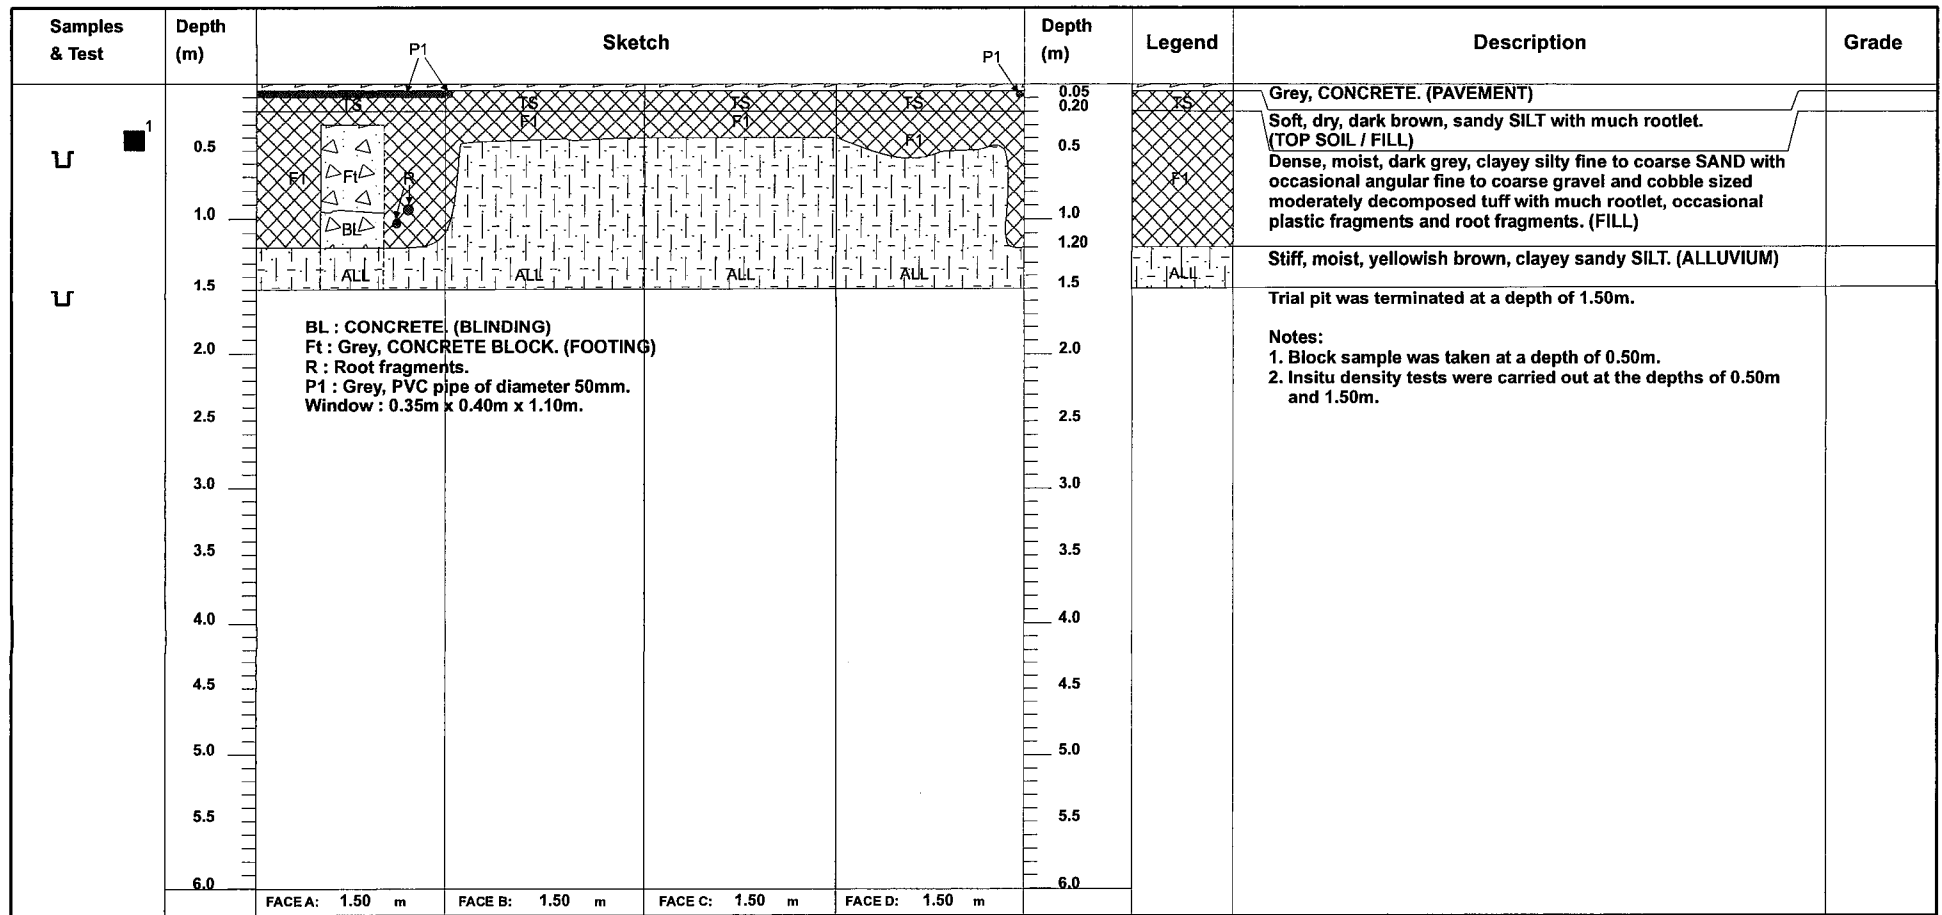 Samples & Test
Depth (m)
Sketch
Depth (m)
Legend
Description
Grade
P1
P1
TS
TS
TS
TS
F1
F1
F1
F1
Ft
R
BL
ALL
ALL
ALL
ALL
1
0.5
1.0
1.5
2.0
2.5
3.0
3.5
4.0
4.5
5.0
5.5
6.0
BL : CONCRETE. (BLINDING)
Ft : Grey, CONCRETE BLOCK. (FOOTING)
R : Root fragments.
P1 : Grey, PVC pipe of diameter 50mm.
Window : 0.35m x 0.40m x 1.10m.
0.05
0.20
0.5
1.0
1.20
1.5
2.0
2.5
3.0
3.5
4.0
4.5
5.0
5.5
6.0
TS
F1
ALL
Grey, CONCRETE. (PAVEMENT)
Soft, dry, dark brown, sandy SILT with much rootlet.
(TOP SOIL / FILL)
Dense, moist, dark grey, clayey silty fine to coarse SAND with
occasional angular fine to coarse gravel and cobble sized
moderately decomposed tuff with much rootlet, occasional
plastic fragments and root fragments. (FILL)
Stiff, moist, yellowish brown, clayey sandy SILT. (ALLUVIUM)
Trial pit was terminated at a depth of 1.50m.
Notes:
1. Block sample was taken at a depth of 0.50m.
2. Insitu density tests were carried out at the depths of 0.50m
and 1.50m.
FACE A: 1.50 m
FACE B: 1.50 m
FACE C: 1.50 m
FACE D: 1.50 m